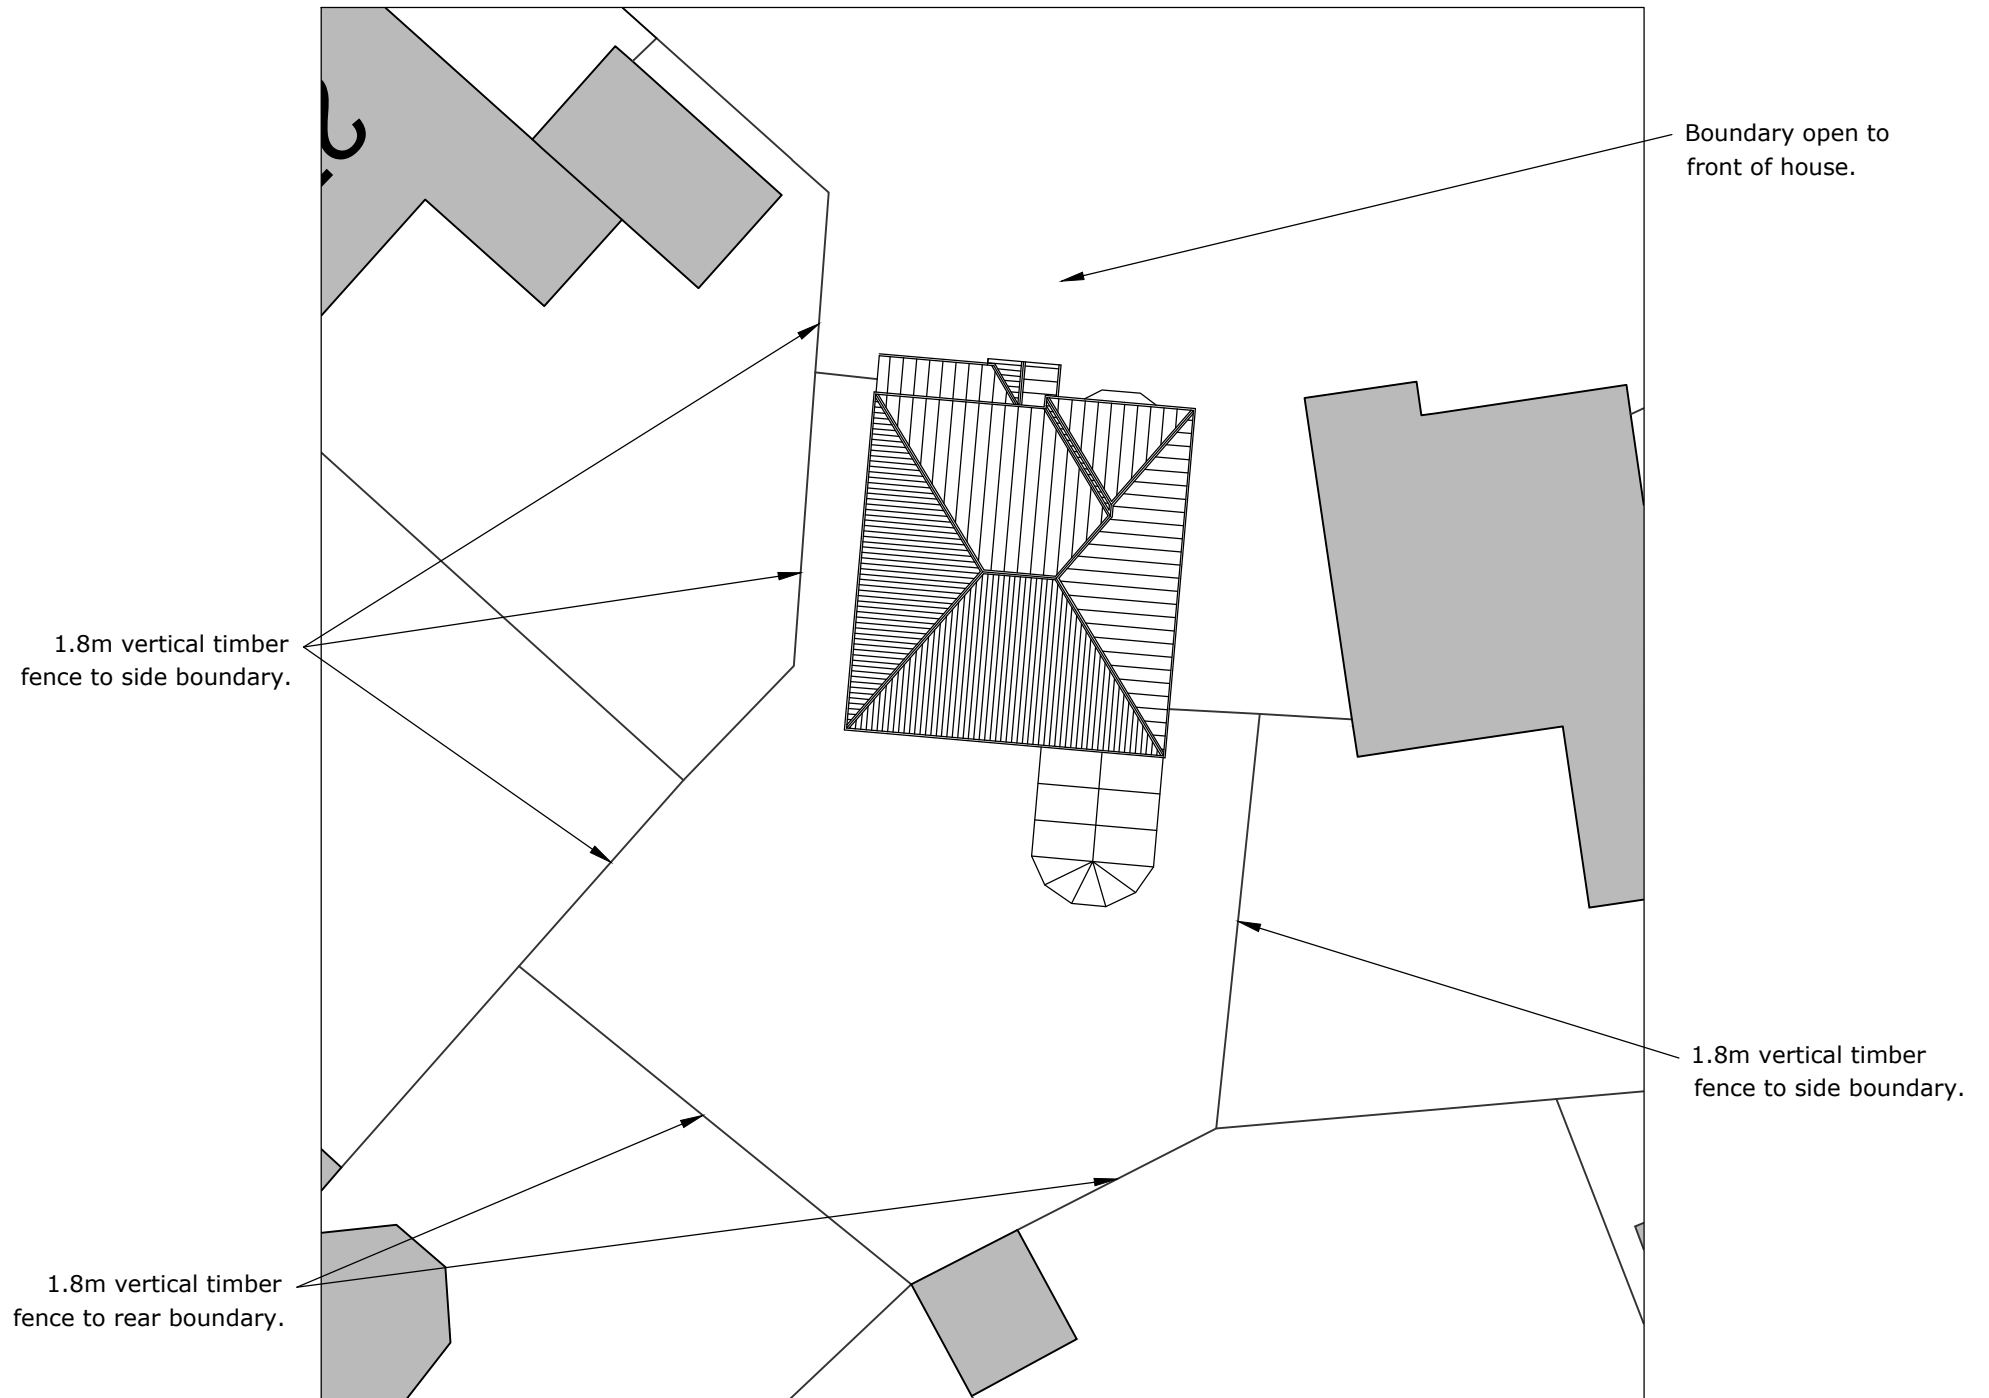 Boundary open to
front of house.
1.8m vertical timber
fence to side boundary.
1.8m vertical timber
fence to side boundary.
1.8m vertical timber
fence to rear boundary.